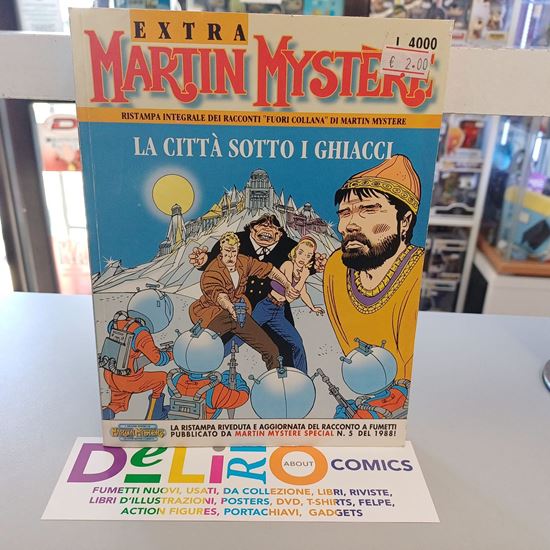 EXTRA
L. 4000
€ 2.00
MARTIN MYSTÈRE
RISTAMPA INTEGRALE DEI RACCONTI "FUORI COLLANA" DI MARTIN MYSTERE
LA CITTÀ SOTTO I GHIACCI
LA RISTAMPA RIVEDUTA E AGGIORNATA DEL RACCONTO A FUMETTI
PUBBLICATO DA MARTIN MYSTERE SPECIAL N. 5 DEL 1988!
DeLiRiO ABOUT COMICS
FUMETTI NUOVI, USATI, DA COLLEZIONE, LIBRI, RIVISTE,
LIBRI D'ILLUSTRAZIONI, POSTERS, DVD, T-SHIRTS, FELPE,
ACTION FIGURES, PORTACHIAVI, GADGETS